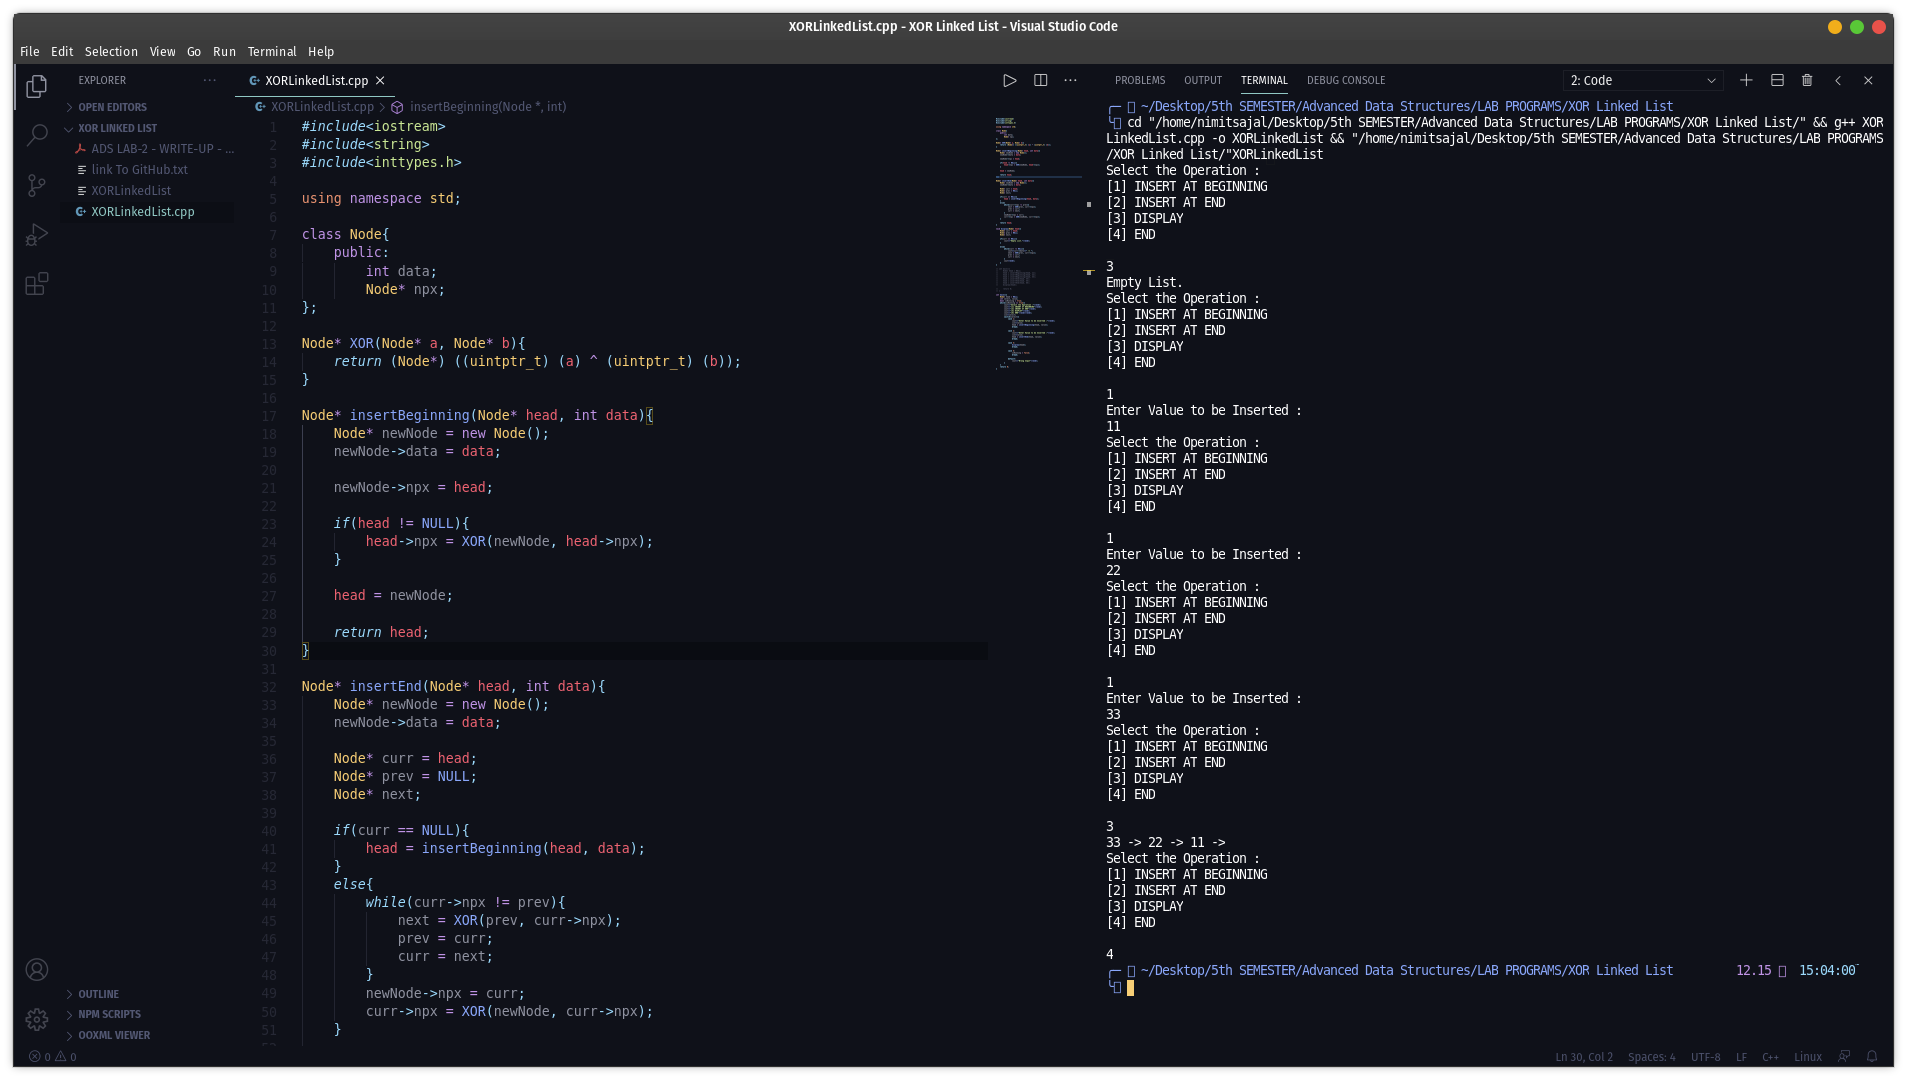 XORLinkedList.cpp - XOR Linked List - Visual Studio Code
File Edit Selection View Go Run Terminal Help
EXPLORER ···
OPEN EDITORS
XOR LINKED LIST
ADS LAB-2 - WRITE-UP - ...
link To GitHub.txt
XORLinkedList
XORLinkedList.cpp
OUTLINE
NPM SCRIPTS
OOXML VIEWER
XORLinkedList.cpp
XORLinkedList.cpp > insertBeginning(Node *, int)
1 #include<iostream>
2 #include<string>
3 #include<inttypes.h>
4
5 using namespace std;
6
7 class Node{
8 public:
9 int data;
10 Node* npx;
11 };
12
13 Node* XOR(Node* a, Node* b){
14 return (Node*) ((uintptr_t) (a) ^ (uintptr_t) (b));
15 }
16
17 Node* insertBeginning(Node* head, int data){
18 Node* newNode = new Node();
19 newNode->data = data;
20
21 newNode->npx = head;
22
23 if(head != NULL){
24 head->npx = XOR(newNode, head->npx);
25 }
26
27 head = newNode;
28
29 return head;
30 }
31
32 Node* insertEnd(Node* head, int data){
33 Node* newNode = new Node();
34 newNode->data = data;
35
36 Node* curr = head;
37 Node* prev = NULL;
38 Node* next;
39
40 if(curr == NULL){
41 head = insertBeginning(head, data);
42 }
43 else{
44 while(curr->npx != prev){
45 next = XOR(prev, curr->npx);
46 prev = curr;
47 curr = next;
48 }
49 newNode->npx = curr;
50 curr->npx = XOR(newNode, curr->npx);
51 }
PROBLEMS OUTPUT TERMINAL DEBUG CONSOLE 2: Code
~/Desktop/5th SEMESTER/Advanced Data Structures/LAB PROGRAMS/XOR Linked List
cd "/home/nimitsajal/Desktop/5th SEMESTER/Advanced Data Structures/LAB PROGRAMS/XOR Linked List/" && g++ XOR
LinkedList.cpp -o XORLinkedList && "/home/nimitsajal/Desktop/5th SEMESTER/Advanced Data Structures/LAB PROGRAMS
/XOR Linked List/"XORLinkedList
Select the Operation :
[1] INSERT AT BEGINNING
[2] INSERT AT END
[3] DISPLAY
[4] END
3
Empty List.
Select the Operation :
[1] INSERT AT BEGINNING
[2] INSERT AT END
[3] DISPLAY
[4] END
1
Enter Value to be Inserted :
11
Select the Operation :
[1] INSERT AT BEGINNING
[2] INSERT AT END
[3] DISPLAY
[4] END
1
Enter Value to be Inserted :
22
Select the Operation :
[1] INSERT AT BEGINNING
[2] INSERT AT END
[3] DISPLAY
[4] END
1
Enter Value to be Inserted :
33
Select the Operation :
[1] INSERT AT BEGINNING
[2] INSERT AT END
[3] DISPLAY
[4] END
3
33 -> 22 -> 11 ->
Select the Operation :
[1] INSERT AT BEGINNING
[2] INSERT AT END
[3] DISPLAY
[4] END
4
~/Desktop/5th SEMESTER/Advanced Data Structures/LAB PROGRAMS/XOR Linked List 12.15 15:04:00
0 0 Ln 30, Col 2 Spaces: 4 UTF-8 LF C++ Linux